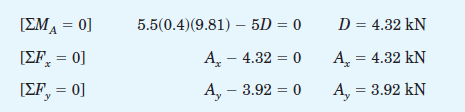 [ΣM_A = 0] 5.5(0.4)(9.81) − 5D = 0 D = 4.32 kN
[ΣF_x = 0] A_x − 4.32 = 0 A_x = 4.32 kN
[ΣF_y = 0] A_y − 3.92 = 0 A_y = 3.92 kN